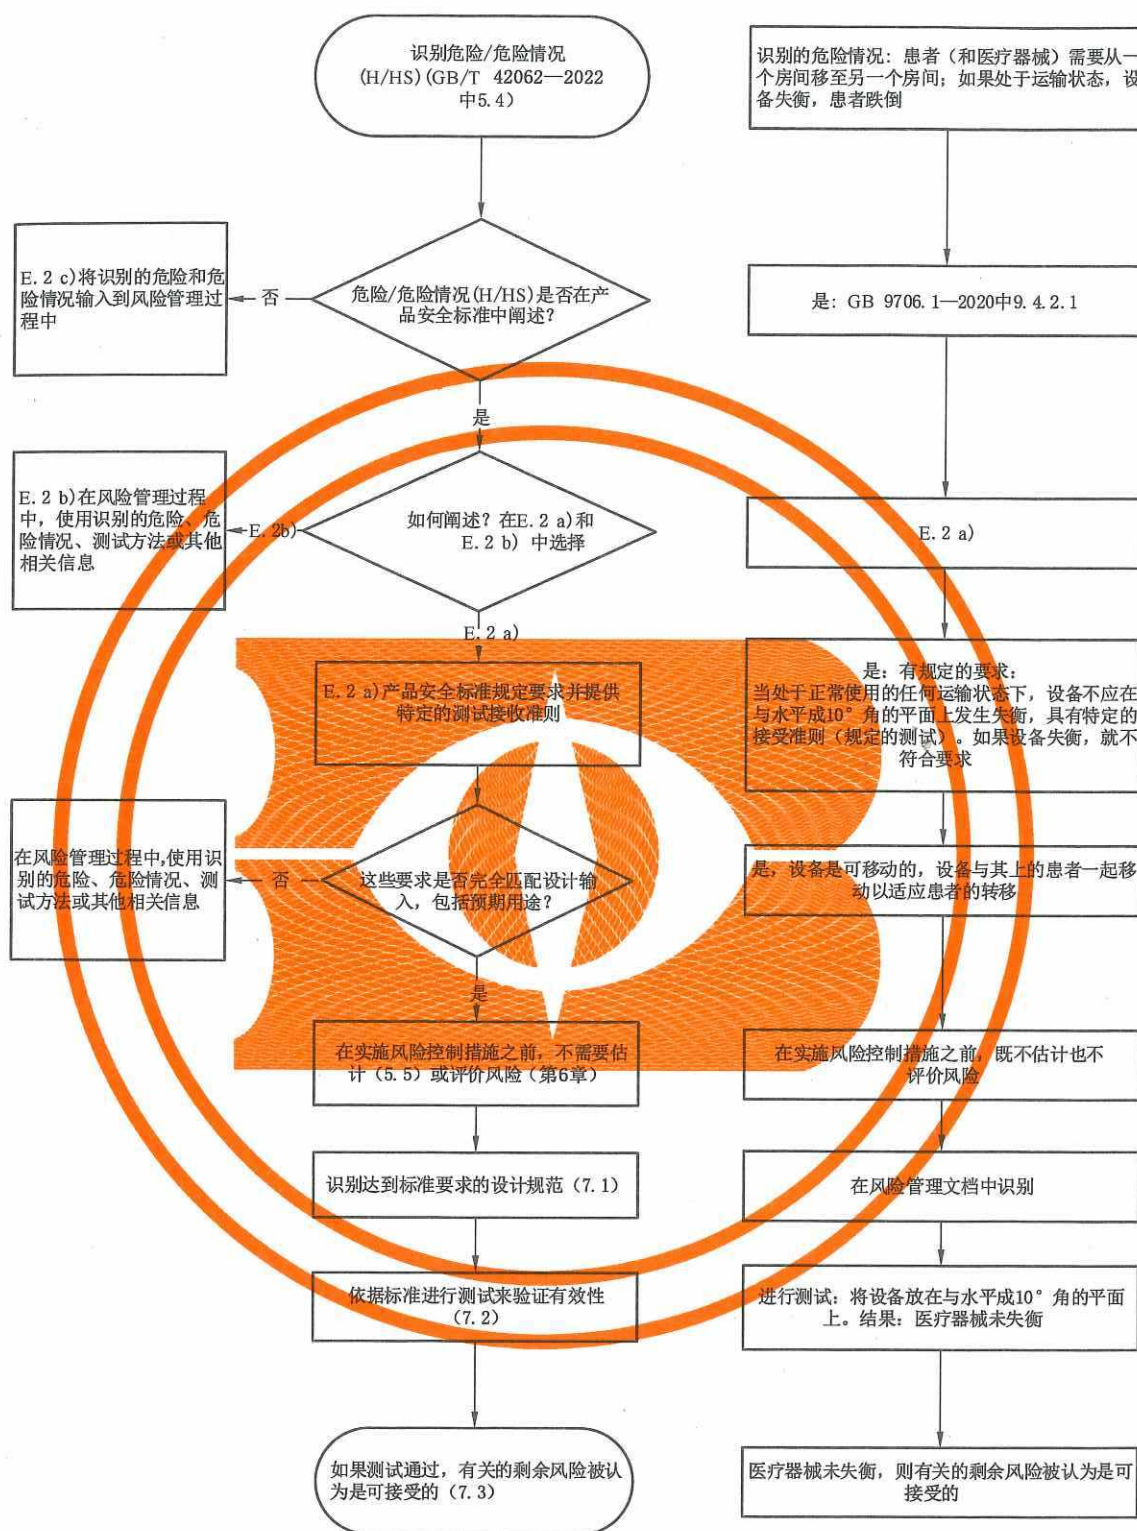 识别危险/危险情况
(H/HS)(GB/T 42062—2022
中5.4)
识别的危险情况：患者（和医疗器械）需要从一
个房间移至另一个房间；如果处于运输状态，设
备失衡，患者跌倒
E.2 c)将识别的危险和危
险情况输入到风险管理过
程中
否
危险/危险情况(H/HS)是否在产
品安全标准中阐述?
是：GB 9706.1—2020中9.4.2.1
是
E.2 b)在风险管理过程
中，使用识别的危险、危
险情况、测试方法或其他
相关信息
E.2b)
如何阐述？在E.2 a)和
E.2 b) 中选择
E.2 a)
E.2 a)
E.2 a)产品安全标准规定要求并提供
特定的测试接收准则
是：有规定的要求：
当处于正常使用的任何运输状态下，设备不应在
与水平成10°角的平面上发生失衡，具有特定的
接受准则（规定的测试）。如果设备失衡，就不
符合要求
在风险管理过程中,使用识
别的危险、危险情况、测
试方法或其他相关信息
否
这些要求是否完全匹配设计输
入，包括预期用途?
是，设备是可移动的，设备与其上的患者一起移
动以适应患者的转移
是
在实施风险控制措施之前，不需要估
计（5.5）或评价风险（第6章）
在实施风险控制措施之前，既不估计也不
评价风险
识别达到标准要求的设计规范（7.1）
在风险管理文档中识别
依据标准进行测试来验证有效性
(7.2)
进行测试：将设备放在与水平成10°角的平面
上。结果：医疗器械未失衡
如果测试通过，有关的剩余风险被认
为是可接受的（7.3）
医疗器械未失衡，则有关的剩余风险被认为是可
接受的